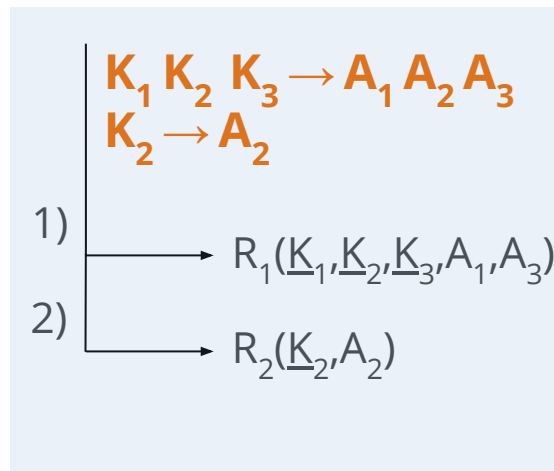 K₁ K₂ K₃ → A₁ A₂ A₃
K₂ → A₂
1)
R₁(K₁,K₂,K₃,A₁,A₃)
2)
R₂(K₂,A₂)